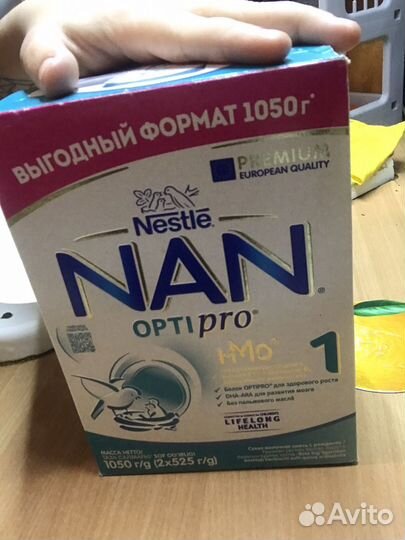 ВЫГОДНЫЙ ФОРМАТ 1050 г*
PREMIUM
EUROPEAN QUALITY
Nestlé
NAN
OPTIpro
HMO
1
• Белок OPTIPRO® для здорового роста
• DHA-ARA для развития мозга
• Без пальмового масла
LIFELONG
HEALTH
МАССА НЕТТО/
1050 г/g (2x525 г/g)
Avito